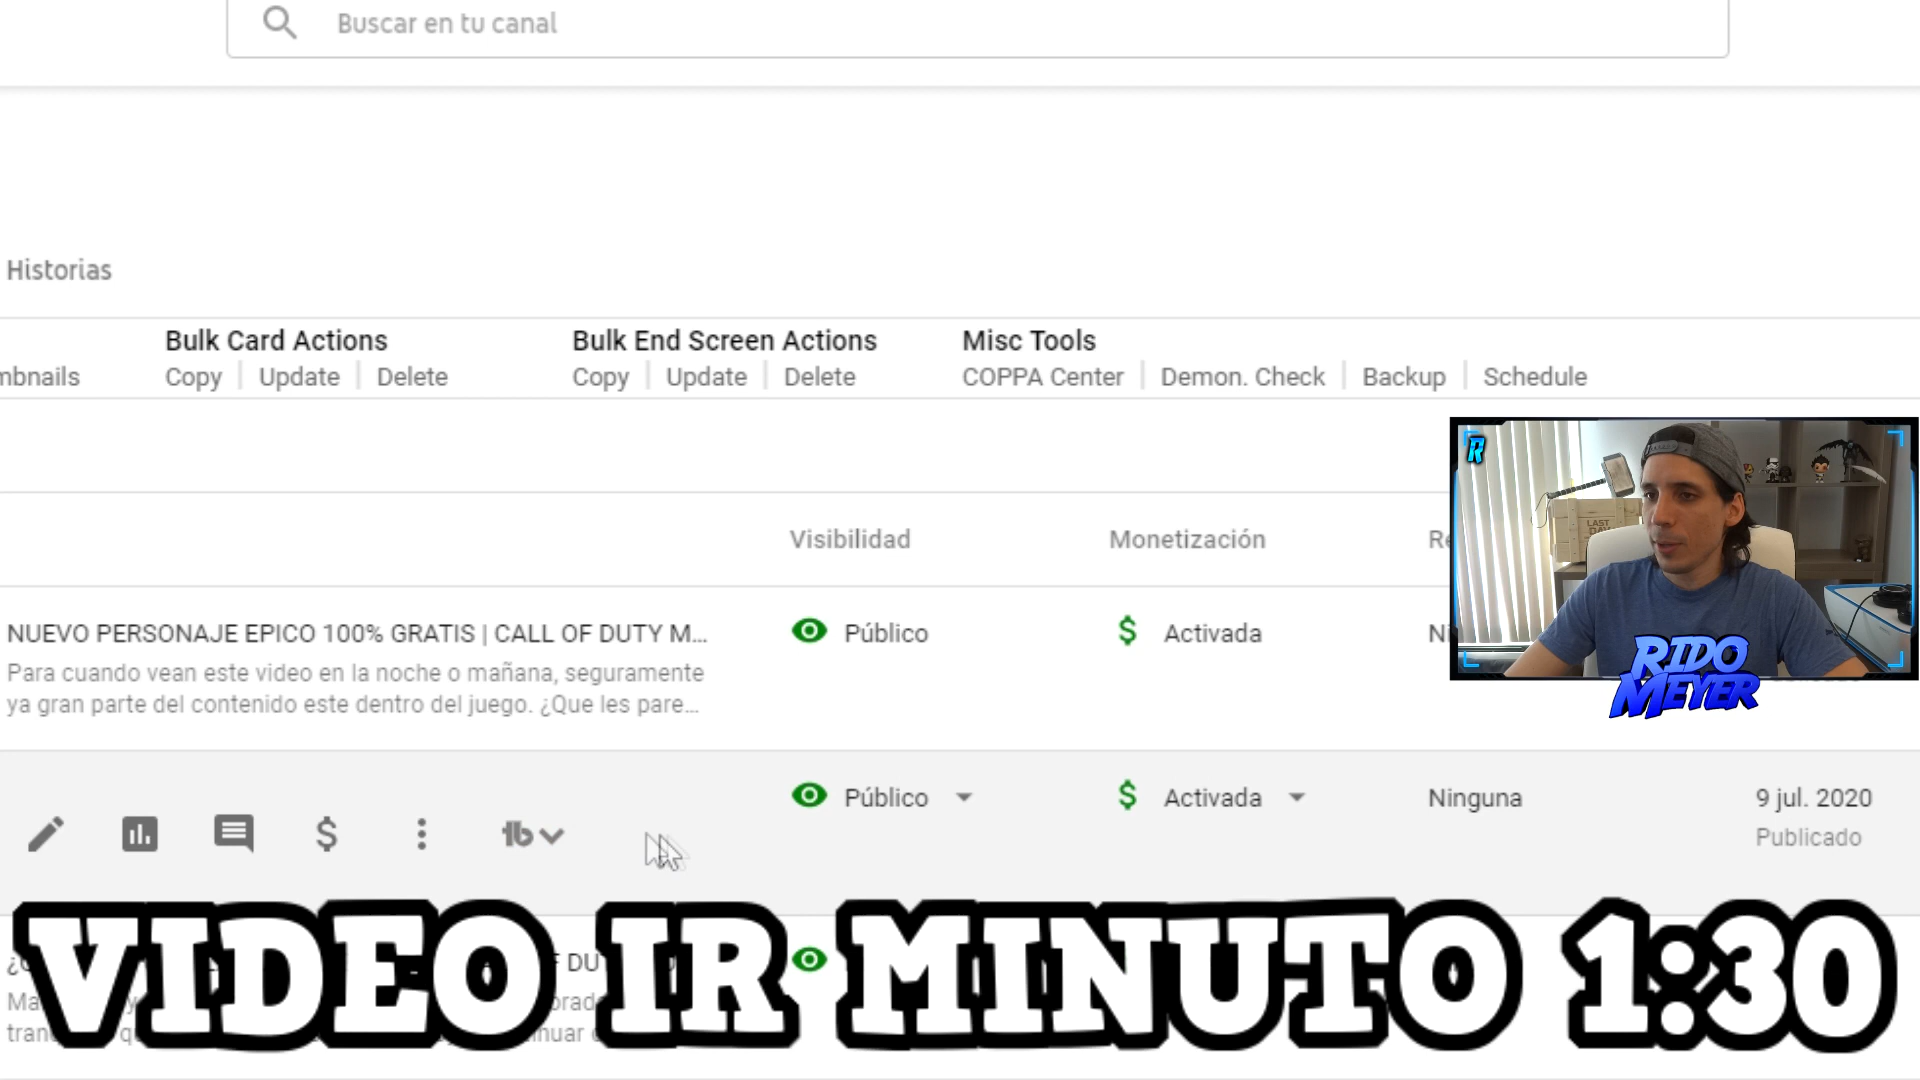 Buscar en tu canal
Historias
Bulk Card Actions
Bulk End Screen Actions
Misc Tools
mbnails
Copy | Update | Delete
Copy | Update | Delete
COPPA Center | Demon. Check | Backup | Schedule
Visibilidad
Monetización
LAST DAY
NUEVO PERSONAJE EPICO 100% GRATIS | CALL OF DUTY M...
Público
Activada
Para cuando vean este video en la noche o mañana, seguramente
ya gran parte del contenido este dentro del juego. ¿Que les pare...
R
RIDO
MEYER
Público
Activada
Ninguna
9 jul. 2020
Publicado
VIDEO IR MINUTO 1:30